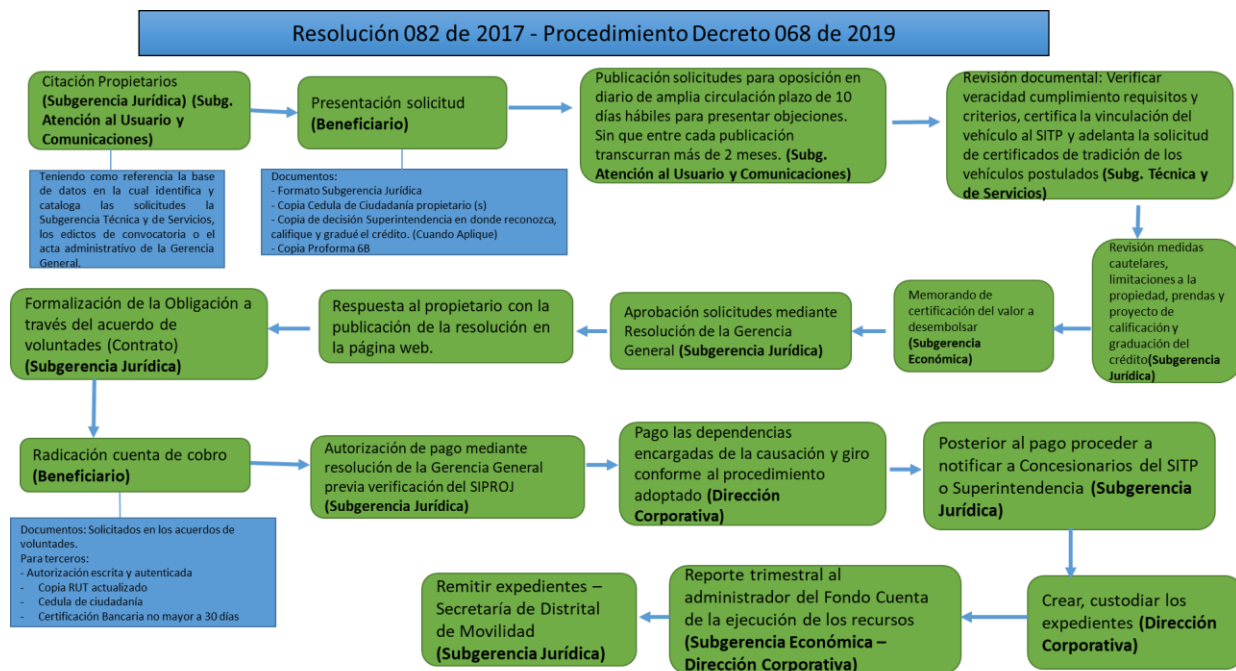 Resolución 082 de 2017 - Procedimiento Decreto 068 de 2019
Citación Propietarios
(Subgerencia Jurídica) (Subg.
Atención al Usuario y
Comunicaciones)
Teniendo como referencia la base
de datos en la cual identifica y
cataloga las solicitudes la
Subgerencia Técnica y de Servicios,
los edictos de convocatoria o el
acta administrativo de la Gerencia
General.
Presentación solicitud
(Beneficiario)
Documentos:
- Formato Subgerencia Jurídica
- Copia Cedula de Ciudadanía propietario (s)
- Copia de decisión Superintendencia en donde reconozca,
califique y gradué el crédito. (Cuando Aplique)
- Copia Proforma 6B
Publicación solicitudes para oposición en
diario de amplia circulación plazo de 10
días hábiles para presentar objeciones.
Sin que entre cada publicación
transcurran más de 2 meses. (Subg.
Atención al Usuario y Comunicaciones)
Revisión documental: Verificar
veracidad cumplimiento requisitos y
criterios, certifica la vinculación del
vehículo al SITP y adelanta la solicitud
de certificados de tradición de los
vehículos postulados (Subg. Técnica y
de Servicios)
Revisión medidas
cautelares,
limitaciones a la
propiedad, prendas y
proyecto de
calificación y
graduación del
crédito(Subgerencia
Jurídica)
Memorando de
certificación del valor a
desembolsar
(Subgerencia
Económica)
Aprobación solicitudes mediante
Resolución de la Gerencia
General (Subgerencia Jurídica)
Respuesta al propietario con la
publicación de la resolución en
la página web.
Formalización de la Obligación a
través del acuerdo de
voluntades (Contrato)
(Subgerencia Jurídica)
Radicación cuenta de cobro
(Beneficiario)
Documentos: Solicitados en los acuerdos de
voluntades.
Para terceros:
- Autorización escrita y autenticada
- Copia RUT actualizado
- Cedula de ciudadanía
- Certificación Bancaria no mayor a 30 días
Autorización de pago mediante
resolución de la Gerencia General
previa verificación del SIPROJ
(Subgerencia Jurídica)
Pago las dependencias
encargadas de la causación y giro
conforme al procedimiento
adoptado (Dirección
Corporativa)
Posterior al pago proceder a
notificar a Concesionarios del SITP
o Superintendencia (Subgerencia
Jurídica)
Crear, custodiar los
expedientes (Dirección
Corporativa)
Reporte trimestral al
administrador del Fondo Cuenta
de la ejecución de los recursos
(Subgerencia Económica –
Dirección Corporativa)
Remitir expedientes –
Secretaría de Distrital
de Movilidad
(Subgerencia Jurídica)